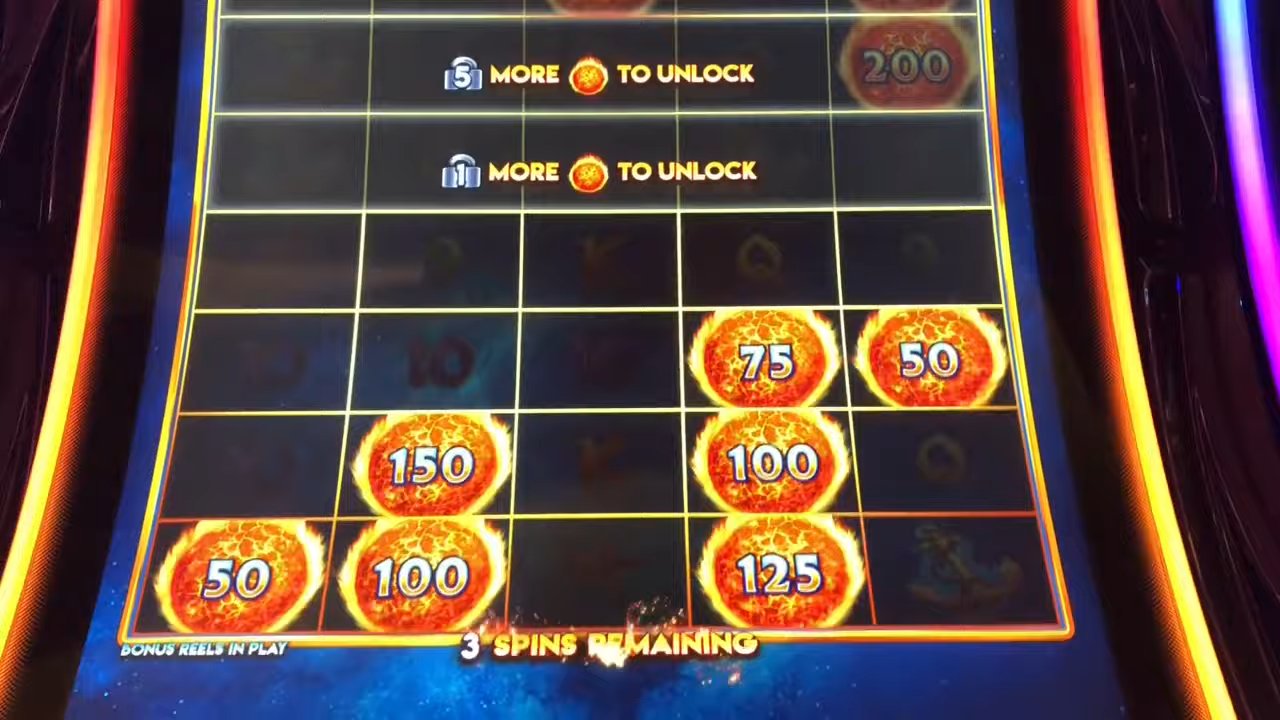 200
5 MORE TO UNLOCK
1 MORE TO UNLOCK
75 50
150 100
50 100 125
3 SPINS REMAINING
BONUS REELS IN PLAY